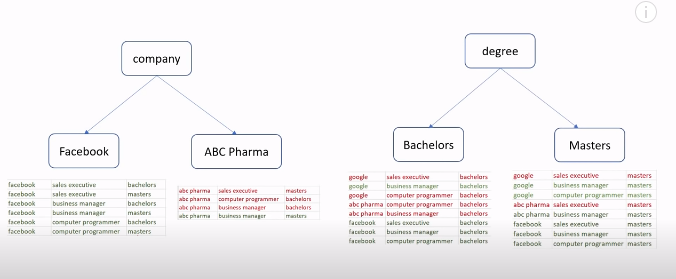 company
Facebook
ABC Pharma
facebook sales executive bachelors
facebook sales executive masters
facebook business manager bachelors
facebook business manager masters
facebook computer programmer bachelors
facebook computer programmer masters
abc pharma sales executive masters
abc pharma computer programmer bachelors
abc pharma business manager bachelors
abc pharma business manager masters
degree
Bachelors
Masters
google sales executive bachelors
google business manager bachelors
google computer programmer bachelors
abc pharma computer programmer bachelors
abc pharma business manager bachelors
facebook sales executive bachelors
facebook business manager bachelors
facebook computer programmer bachelors
google sales executive masters
google business manager masters
google computer programmer masters
abc pharma sales executive masters
abc pharma business manager masters
facebook sales executive masters
facebook business manager masters
facebook computer programmer masters
i